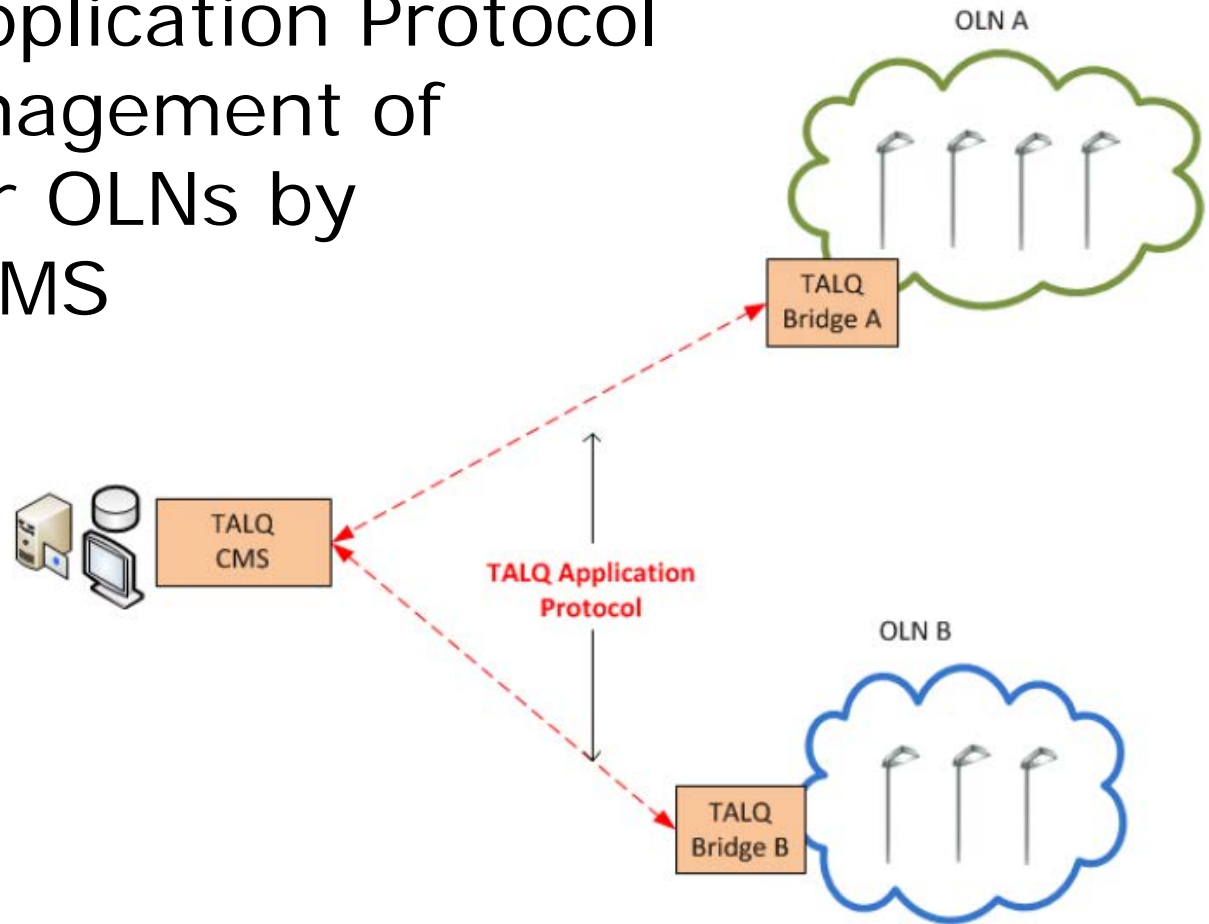 pplication Protocol
nagement of
r OLNs by
MS
OLN A
TALQ
Bridge A
TALQ
CMS
TALQ Application
Protocol
OLN B
TALQ
Bridge B